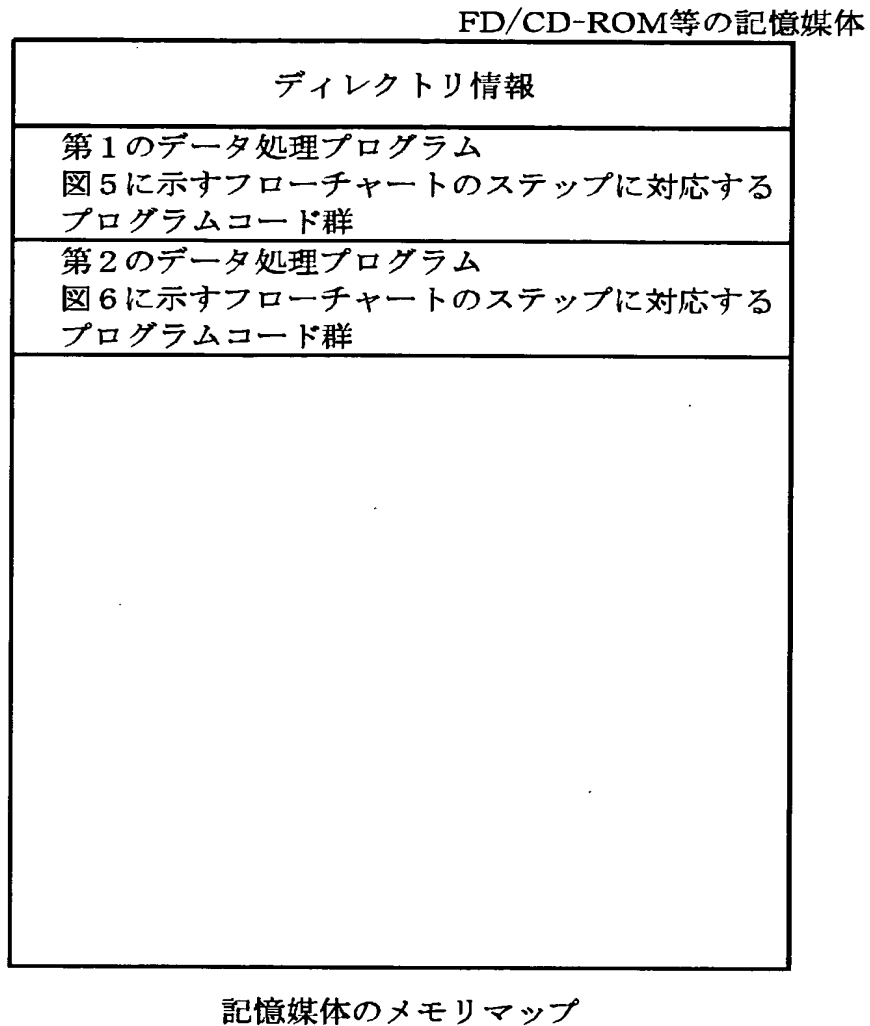 FD/CD-ROM等の記憶媒体
ディレクトリ情報
第1のデータ処理プログラム
図5に示すフローチャートのステップに対応する
プログラムコード群
第2のデータ処理プログラム
図6に示すフローチャートのステップに対応する
プログラムコード群
記憶媒体のメモリマップ